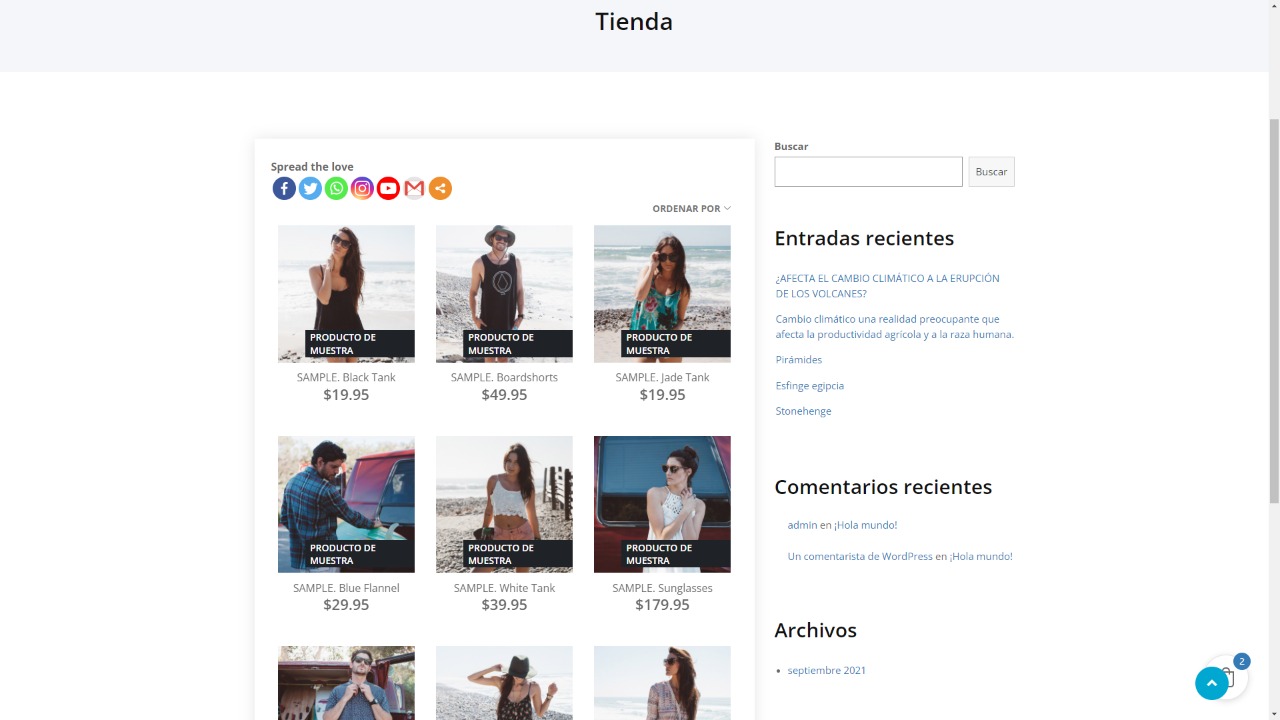 Tienda
Spread the love
ORDENAR POR
PRODUCTO DE
MUESTRA
SAMPLE. Black Tank
$19.95
PRODUCTO DE
MUESTRA
SAMPLE. Boardshorts
$49.95
PRODUCTO DE
MUESTRA
SAMPLE. Jade Tank
$19.95
PRODUCTO DE
MUESTRA
SAMPLE. Blue Flannel
$29.95
PRODUCTO DE
MUESTRA
SAMPLE. White Tank
$39.95
PRODUCTO DE
MUESTRA
SAMPLE. Sunglasses
$179.95
Buscar
Buscar
Entradas recientes
¿AFECTA EL CAMBIO CLIMÁTICO A LA ERUPCIÓN
DE LOS VOLCANES?
Cambio climático una realidad preocupante que
afecta la productividad agrícola y a la raza humana.
Pirámides
Esfinge egipcia
Stonehenge
Comentarios recientes
admin en ¡Hola mundo!
Un comentarista de WordPress en ¡Hola mundo!
Archivos
septiembre 2021
2